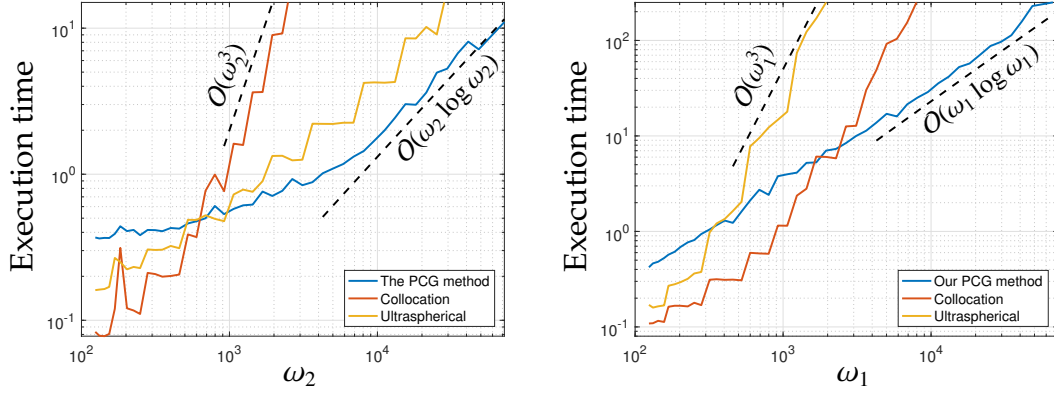 Execution time
10^1
10^0
10^-1
O(ω_2^3)
O(ω_2 log ω_2)
The PCG method
Collocation
Ultraspherical
10^2
10^3
10^4
ω_2
Execution time
10^2
10^1
10^0
10^-1
O(ω_1^3)
O(ω_1 log ω_1)
Our PCG method
Collocation
Ultraspherical
10^2
10^3
10^4
ω_1